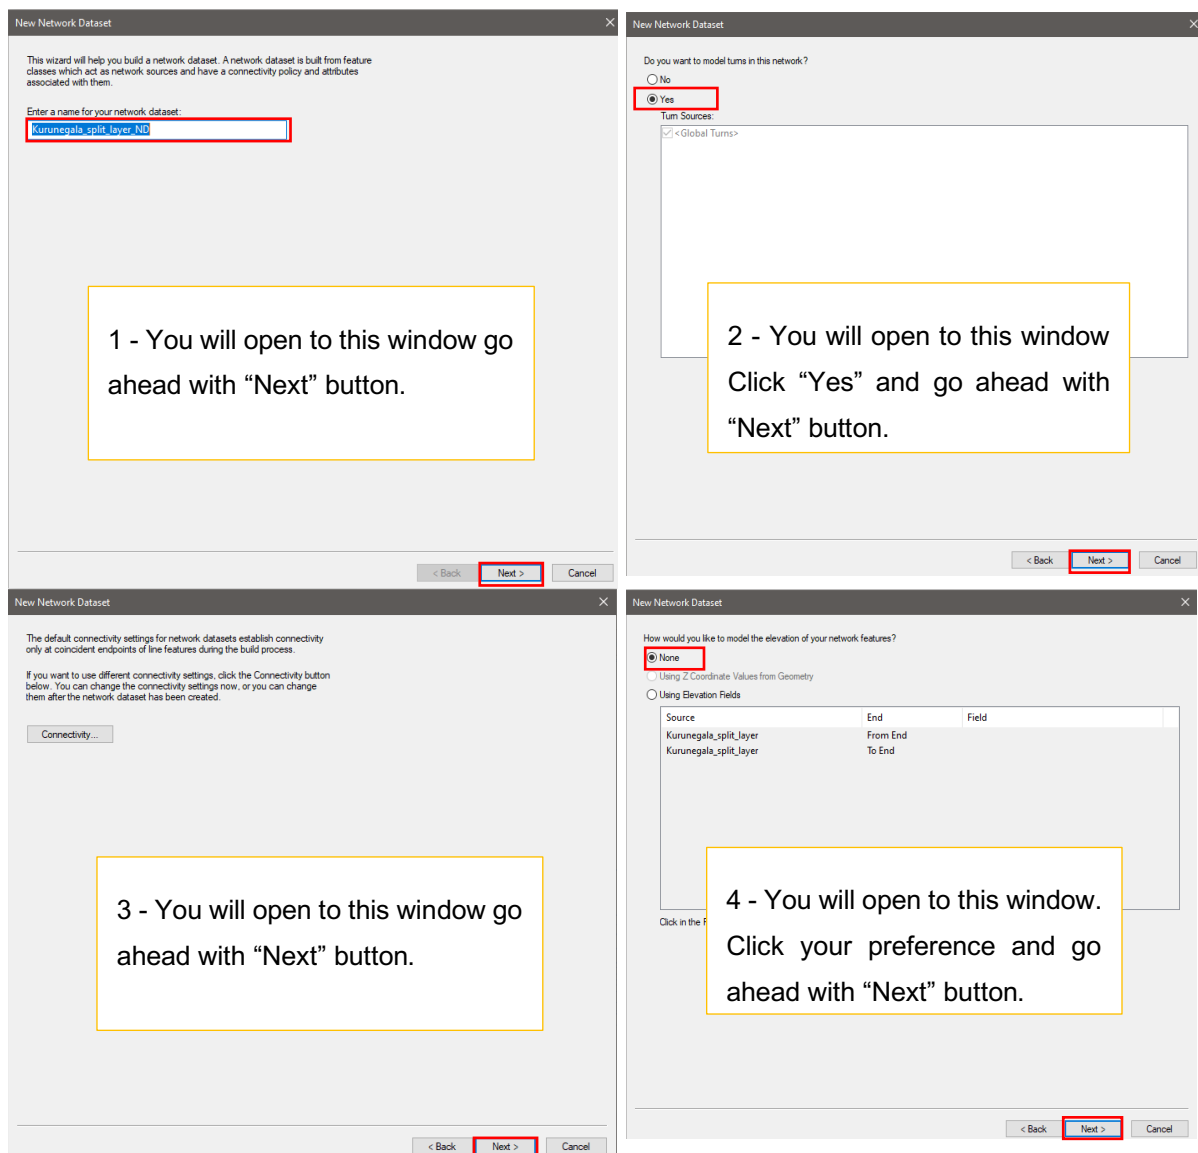 New Network Dataset
This wizard will help you build a network dataset. A network dataset is built from feature
classes which act as network sources and have a connectivity policy and attributes
associated with them.
Enter a name for your network dataset:
Kurunegala_split_layer_ND
1 - You will open to this window go
ahead with “Next” button.
< Back Next > Cancel
New Network Dataset
Do you want to model turns in this network?
No
Yes
Turn Sources:
<Global Turns>
2 - You will open to this window
Click “Yes” and go ahead with
“Next” button.
< Back Next > Cancel
New Network Dataset
The default connectivity settings for network datasets establish connectivity
only at coincident endpoints of line features during the build process.
If you want to use different connectivity settings, click the Connectivity button
below. You can change the connectivity settings now, or you can change
them after the network dataset has been created.
Connectivity...
3 - You will open to this window go
ahead with “Next” button.
< Back Next > Cancel
New Network Dataset
How would you like to model the elevation of your network features?
None
Using Z Coordinate Values from Geometry
Using Elevation Fields
Source End Field
Kurunegala_split_layer From End
Kurunegala_split_layer To End
Click in the
4 - You will open to this window.
Click your preference and go
ahead with “Next” button.
< Back Next > Cancel